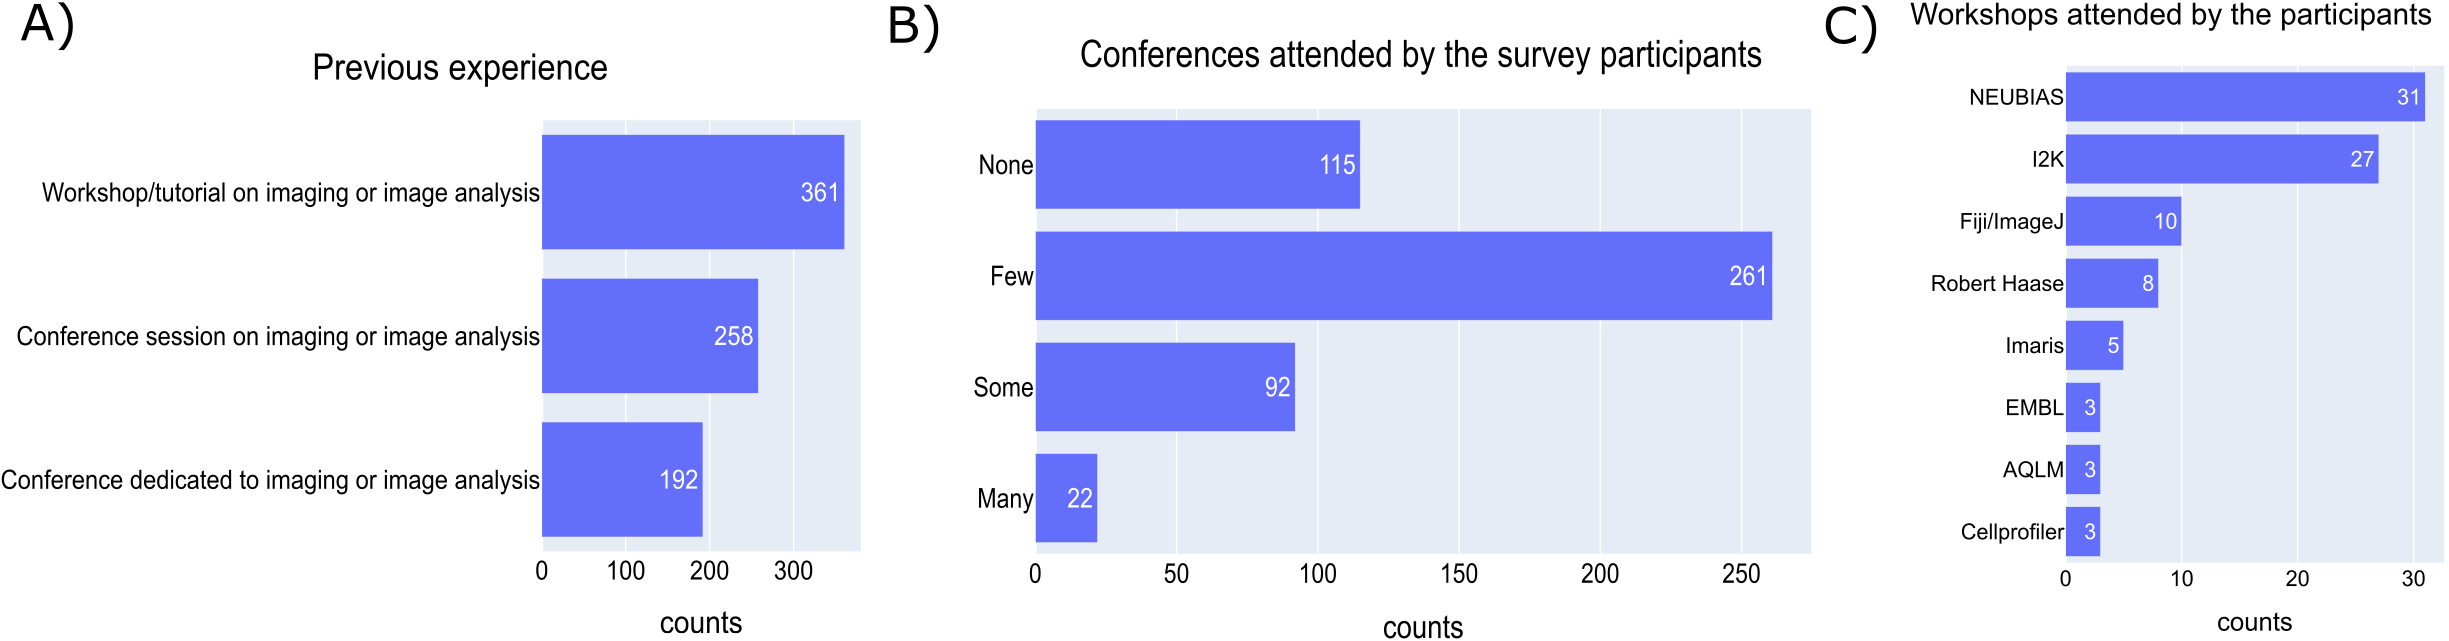 A)
Previous experience
Workshop/tutorial on imaging or image analysis 361
Conference session on imaging or image analysis 258
Conference dedicated to imaging or image analysis 192
0 100 200 300
counts
B)
Conferences attended by the survey participants
None 115
Few 261
Some 92
Many 22
0 50 100 150 200 250
counts
C)
Workshops attended by the participants
NEUBIAS 31
I2K 27
Fiji/ImageJ 10
Robert Haase 8
Imaris 5
EMBL 3
AQLM 3
Cellprofiler 3
0 10 20 30
counts